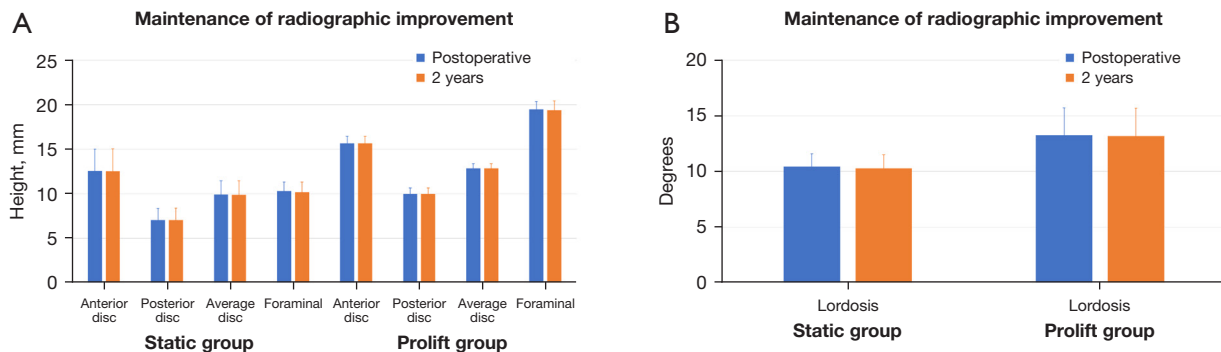 A
Maintenance of radiographic improvement
Postoperative
2 years
Height, mm
25
20
15
10
5
0
Anterior disc
Posterior disc
Average disc
Foraminal
Anterior disc
Posterior disc
Average disc
Foraminal
Static group
Prolift group
B
Maintenance of radiographic improvement
Postoperative
2 years
Degrees
20
15
10
5
0
Lordosis
Lordosis
Static group
Prolift group